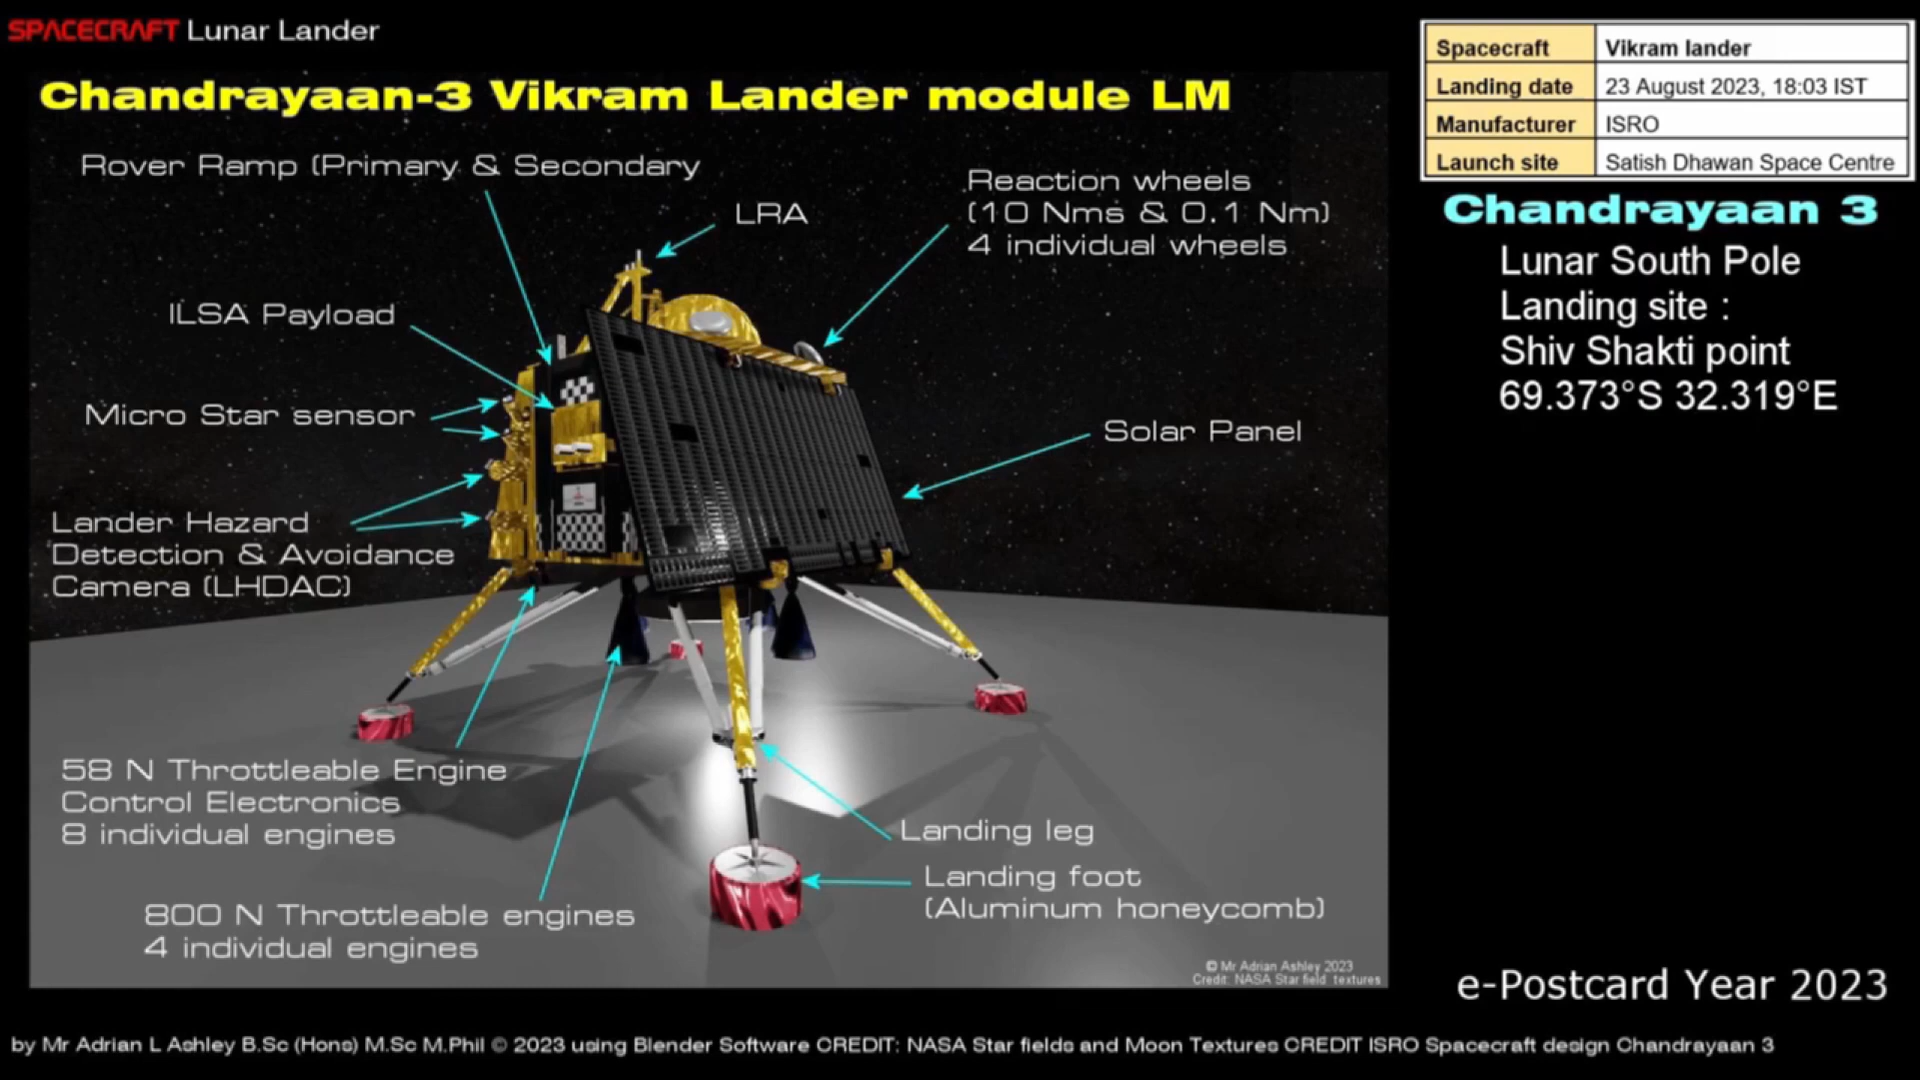 SPACECRAFT Lunar Lander
Chandrayaan-3 Vikram Lander module LM
Rover Ramp (Primary & Secondary
LRA
Reaction wheels
(10 Nms & 0.1 Nm)
4 individual wheels
ILSA Payload
Micro Star sensor
Solar Panel
Lander Hazard
Detection & Avoidance
Camera (LHDAC)
58 N Throttleable Engine
Control Electronics
8 individual engines
800 N Throttleable engines
4 individual engines
Landing leg
Landing foot
(Aluminum honeycomb)
© Mr Adrian Ashley 2023
Credit: NASA Star field textures
Spacecraft Vikram lander
Landing date 23 August 2023, 18:03 IST
Manufacturer ISRO
Launch site Satish Dhawan Space Centre
Chandrayaan 3
Lunar South Pole
Landing site :
Shiv Shakti point
69.373°S 32.319°E
e-Postcard Year 2023
by Mr Adrian L Ashley B.Sc (Hons) M.Sc M.Phil © 2023 using Blender Software CREDIT: NASA Star fields and Moon Textures CREDIT ISRO Spacecraft design Chandrayaan 3